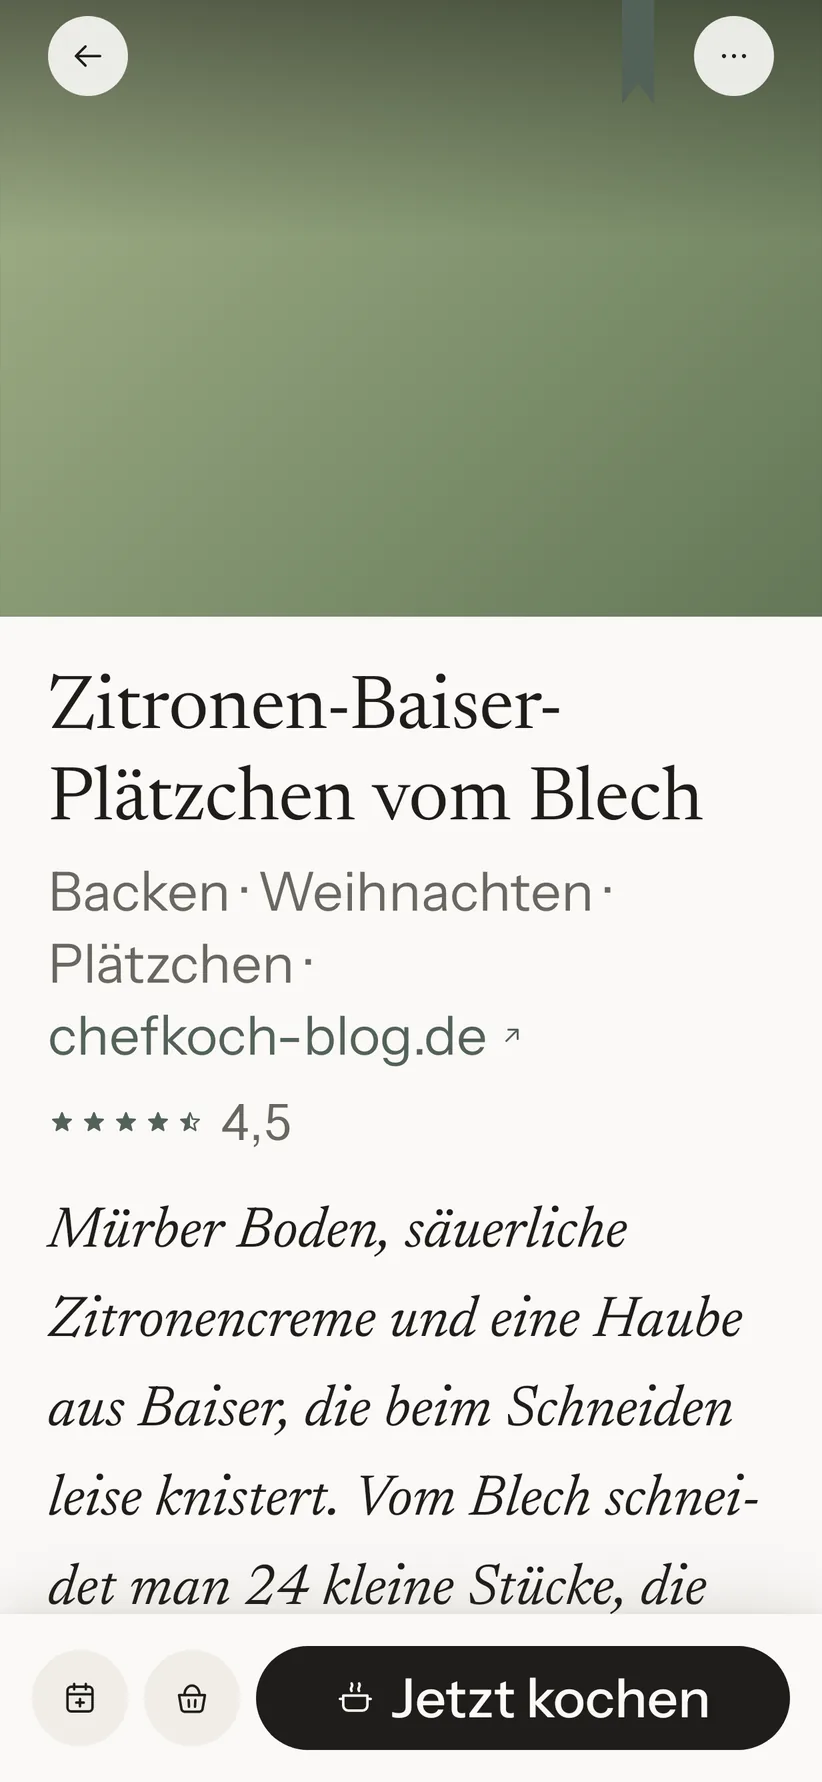 Zitronen-Baiser-
Plätzchen vom Blech
Backen · Weihnachten ·
Plätzchen ·
chefkoch-blog.de ↗
4,5
Mürber Boden, säuerliche
Zitronencreme und eine Haube
aus Baiser, die beim Schneiden
leise knistert. Vom Blech schnei-
det man 24 kleine Stücke, die
Jetzt kochen